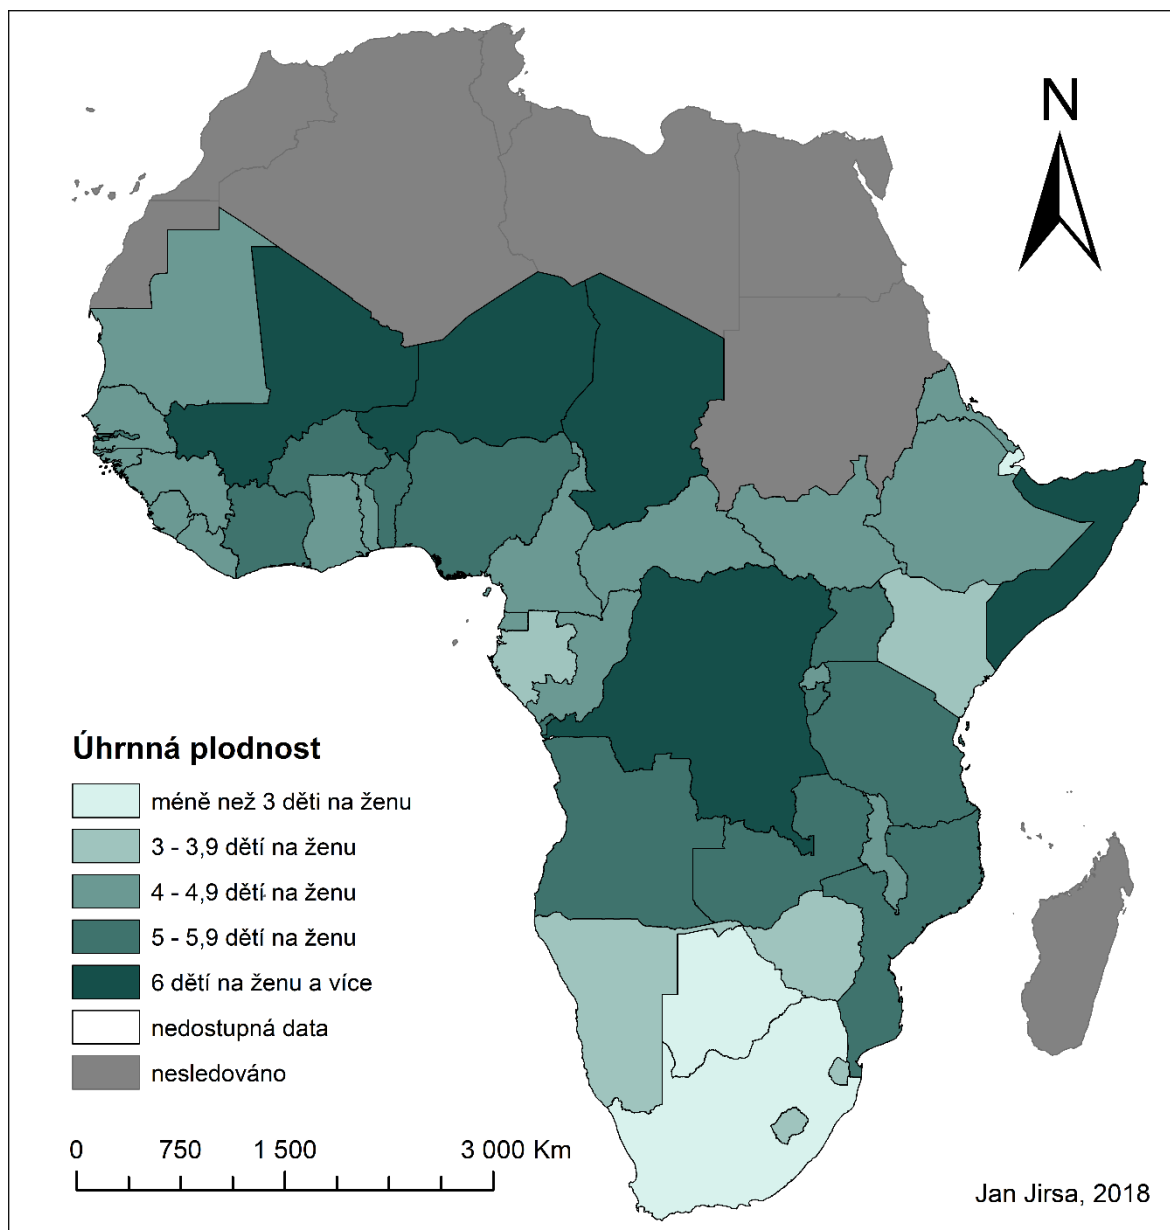 N
Úhrnná plodnost
méně než 3 děti na ženu
3 - 3,9 dětí na ženu
4 - 4,9 dětí na ženu
5 - 5,9 dětí na ženu
6 dětí na ženu a více
nedostupná data
nesledováno
0 750 1 500 3 000 Km
Jan Jirsa, 2018